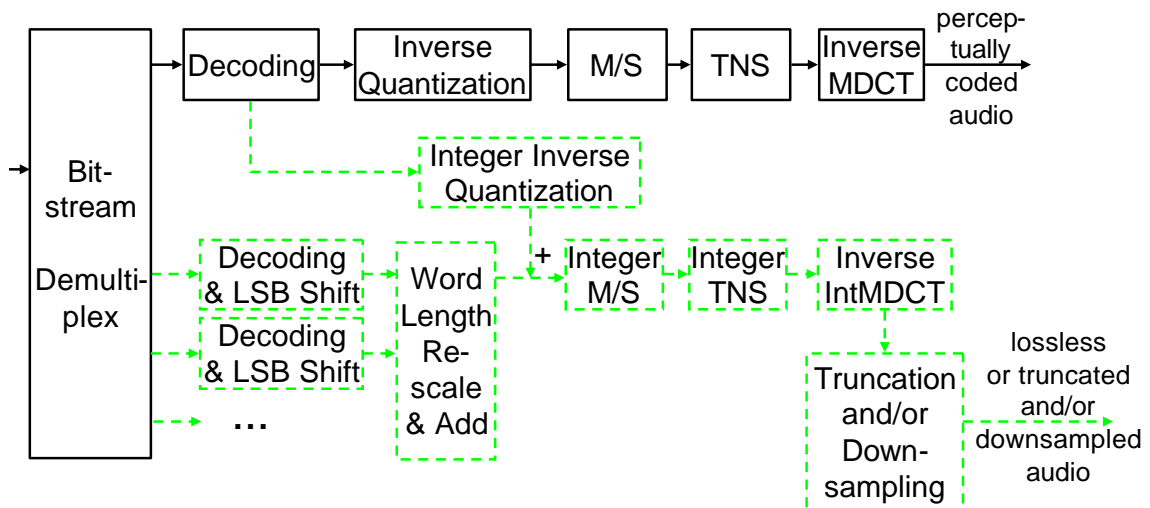 Bit-
stream
Demulti-
plex
Decoding
Inverse
Quantization
M/S
TNS
Inverse
MDCT
percep-
tually
coded
audio
Integer Inverse
Quantization
Decoding
& LSB Shift
Decoding
& LSB Shift
...
Word
Length
Re-
scale
& Add
+
Integer
M/S
Integer
TNS
Inverse
IntMDCT
Truncation
and/or
Down-
sampling
lossless
or truncated
and/or
downsampled
audio